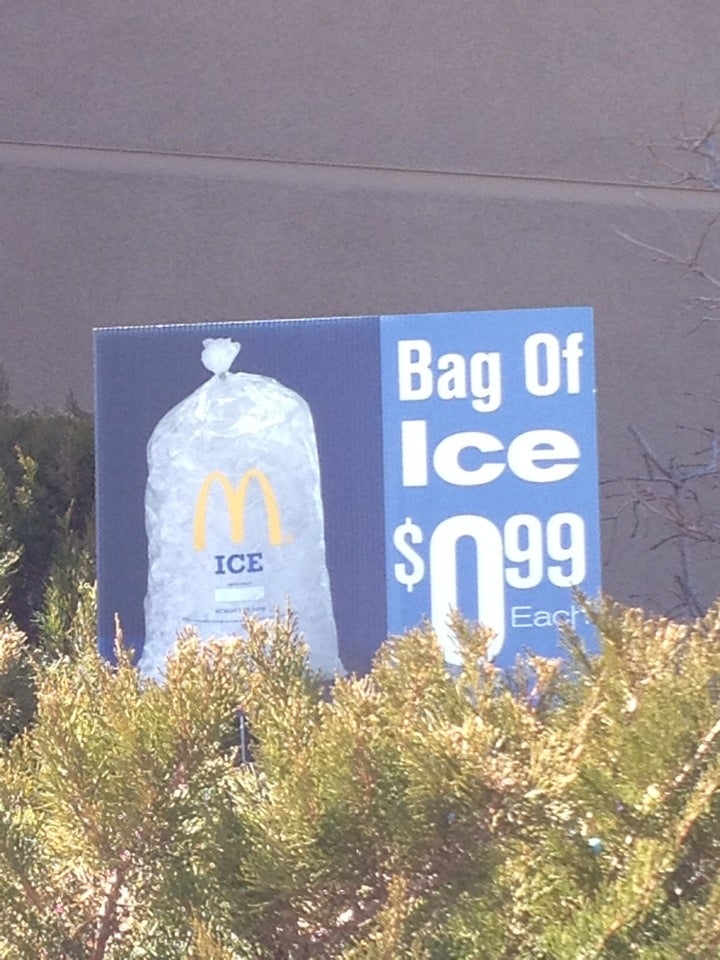 M
ICE
Bag Of
Ice
$0.99
Each